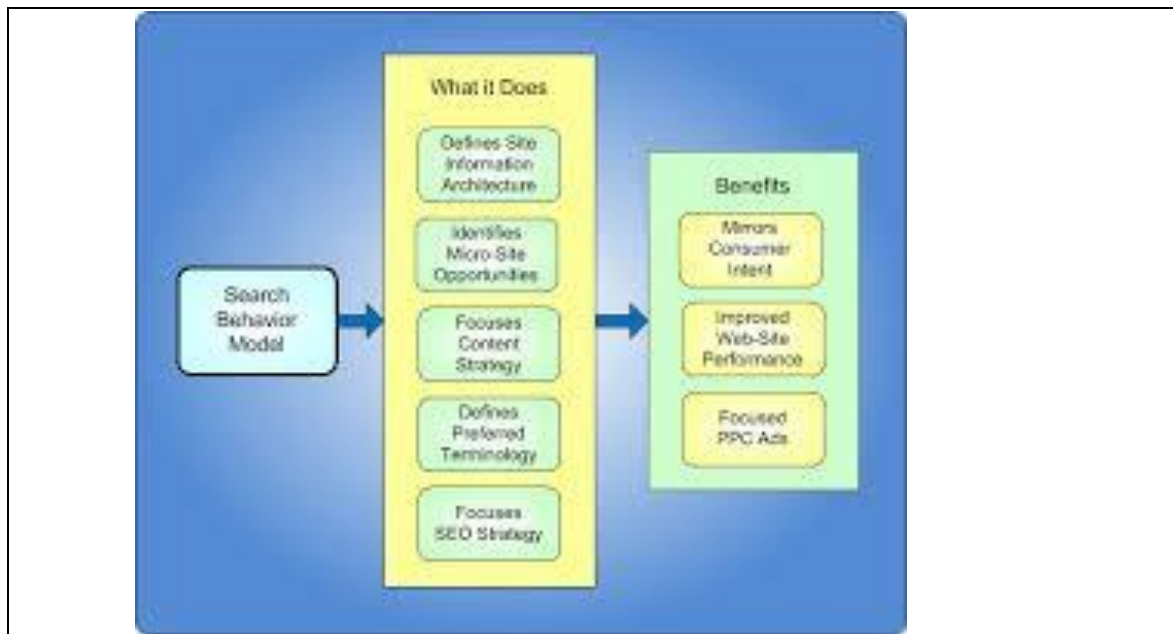 Search
Behavior
Model
What it Does
Defines Site
Information
Architecture
Identifies
Micro-Site
Opportunities
Focuses
Content
Strategy
Defines
Preferred
Terminology
Focuses
SEO Strategy
Benefits
Mirrors
Consumer
Intent
Improved
Web-Site
Performance
Focused
PPC Ads